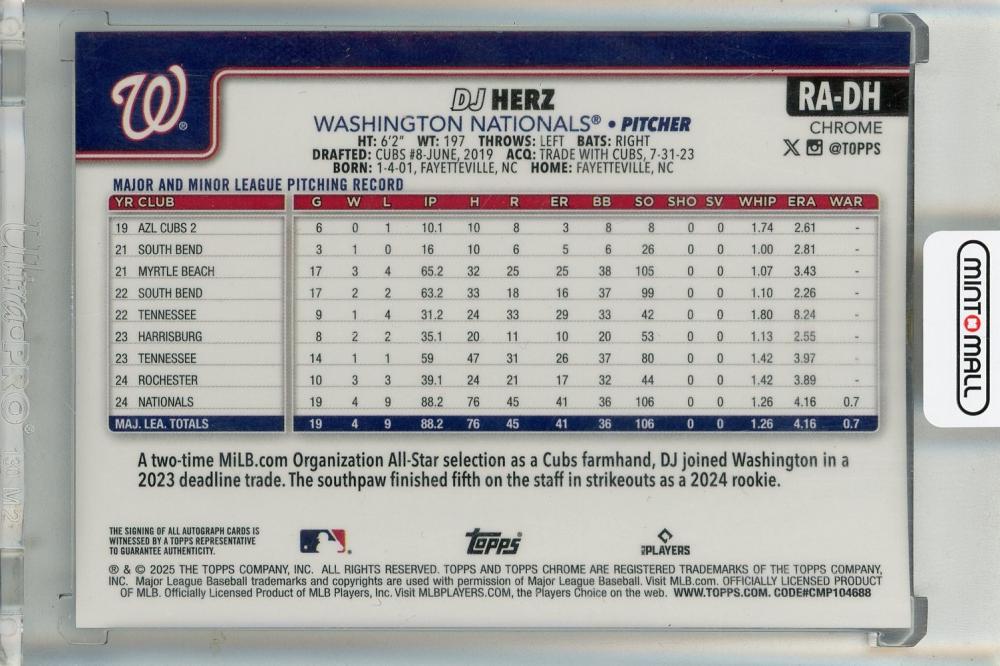 W
DJ HERZ
RA-DH
WASHINGTON NATIONALS® • PITCHER
CHROME
HT: 6'2" WT: 197 THROWS: LEFT BATS: RIGHT
X @TOPPS
DRAFTED: CUBS #8-JUNE, 2019 ACQ: TRADE WITH CUBS, 7-31-23
BORN: 1-4-01, FAYETTEVILLE, NC HOME: FAYETTEVILLE, NC
MAJOR AND MINOR LEAGUE PITCHING RECORD
YR CLUB G W L IP H R ER BB SO SHO SV WHIP ERA WAR
19 AZL CUBS 2 6 0 1 10.1 10 8 3 8 8 0 0 1.74 2.61 -
21 SOUTH BEND 3 1 0 16 10 6 5 6 26 0 0 1.00 2.81 -
21 MYRTLE BEACH 17 3 4 65.2 32 25 25 38 105 0 0 1.07 3.43 -
22 SOUTH BEND 17 2 2 63.2 33 18 16 37 99 0 0 1.10 2.26 -
22 TENNESSEE 9 1 4 31.2 24 33 29 33 42 0 0 1.80 8.24 -
23 HARRISBURG 8 2 2 35.1 20 11 10 20 53 0 0 1.13 2.55 -
23 TENNESSEE 14 1 1 59 47 31 26 37 80 0 0 1.42 3.97 -
24 ROCHESTER 10 3 3 39.1 24 21 17 32 44 0 0 1.42 3.89 -
24 NATIONALS 19 4 9 88.2 76 45 41 36 106 0 0 1.26 4.16 0.7
MAJ. LEA. TOTALS 19 4 9 88.2 76 45 41 36 106 0 0 1.26 4.16 0.7
A two-time MiLB.com Organization All-Star selection as a Cubs farmhand, DJ joined Washington in a
2023 deadline trade. The southpaw finished fifth on the staff in strikeouts as a 2024 rookie.
THE SIGNING OF ALL AUTOGRAPH CARDS IS
WITNESSED BY A TOPPS REPRESENTATIVE
TO GUARANTEE AUTHENTICITY.
topps
MLB PLAYERS
® & © 2025 THE TOPPS COMPANY, INC. ALL RIGHTS RESERVED. TOPPS AND TOPPS CHROME ARE REGISTERED TRADEMARKS OF THE TOPPS COMPANY,
INC. Major League Baseball trademarks and copyrights are used with permission of Major League Baseball. Visit MLB.com. OFFICIALLY LICENSED PRODUCT
OF MLB. Officially Licensed Product of MLB Players, Inc. Visit MLBPLAYERS.COM, the Players Choice on the web. WWW.TOPPS.COM. CODE#CMP104688
MINT MALL
UltraPRO®